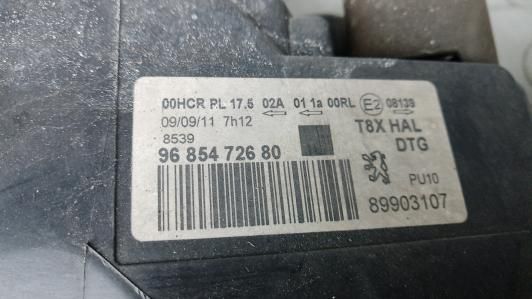 00HCR PL 17.5 02A 01 1a 00RL E2 08139
09/09/11 7h12
T8X HAL
8539
DTG
96 854 726 80
PU10
89903107